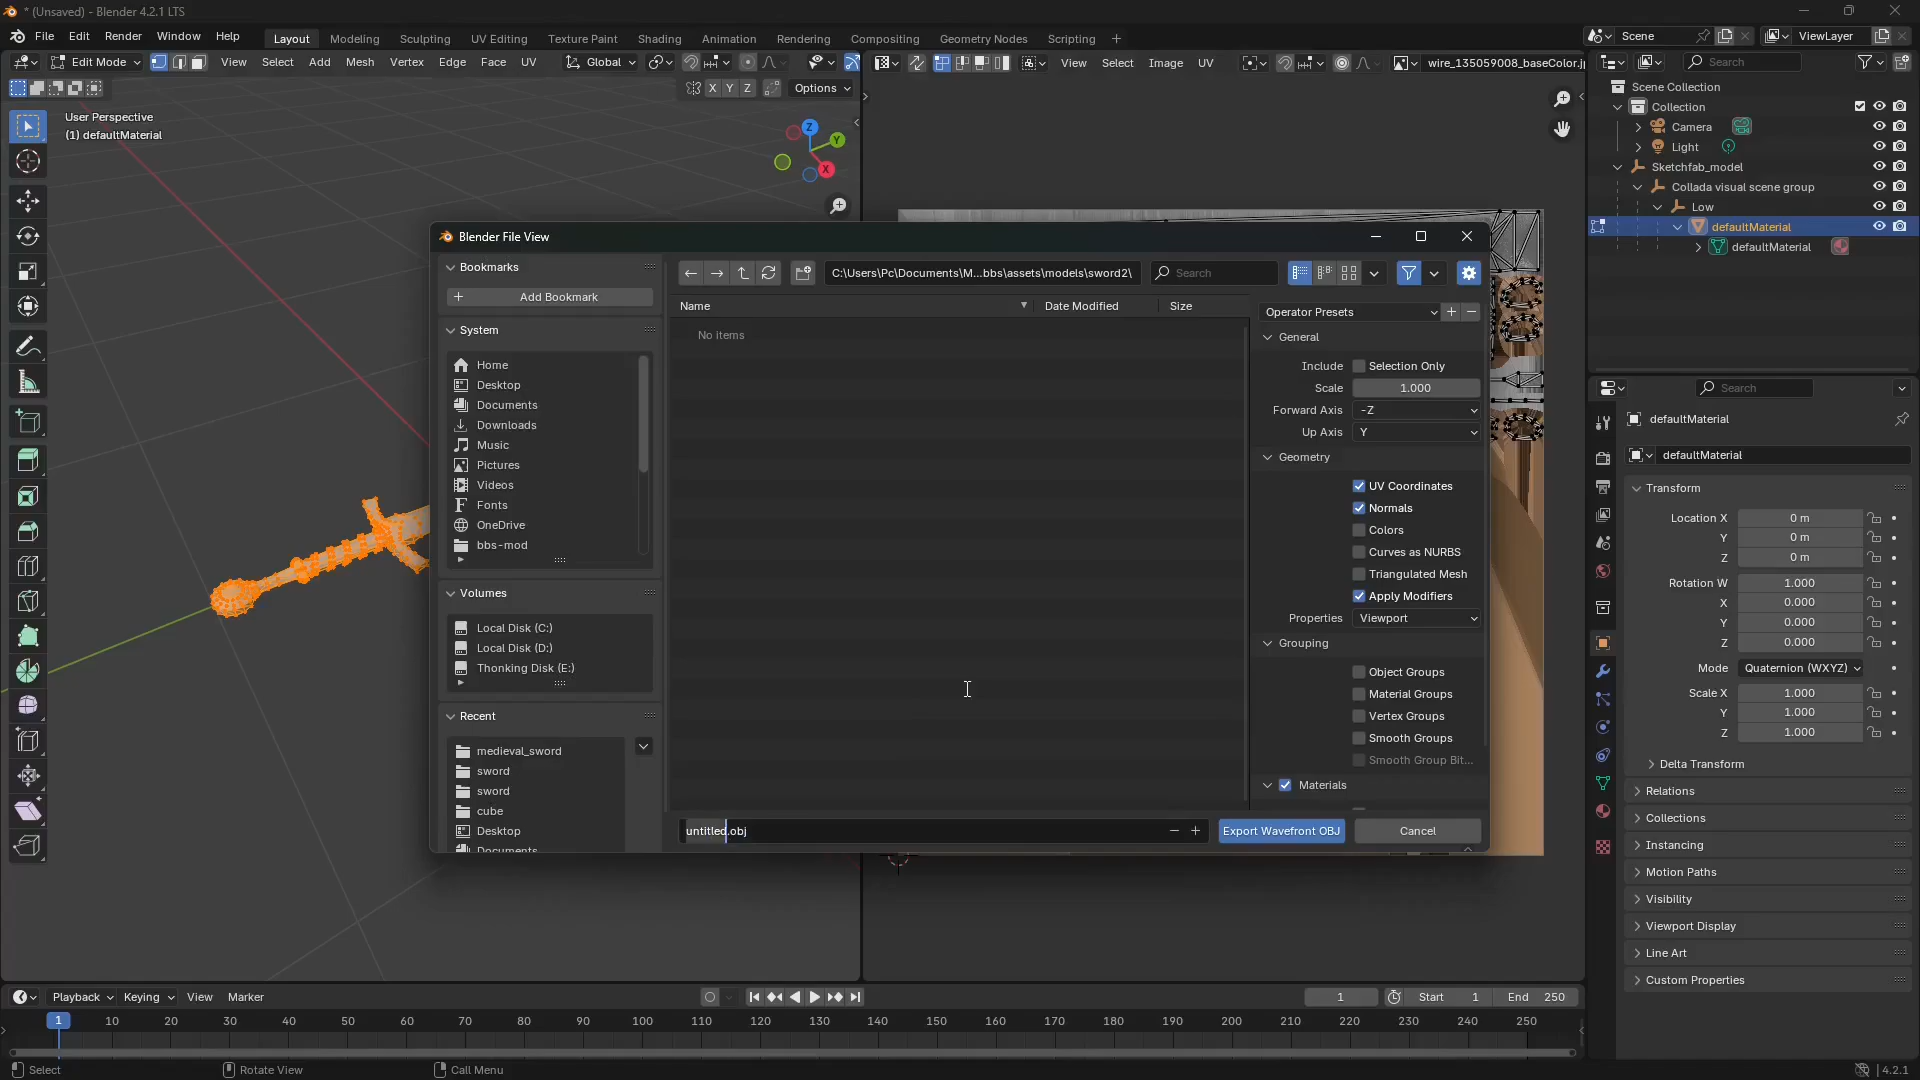 * (Unsaved) - Blender 4.2.1 LTS
File Edit Render Window Help
Layout Modeling Sculpting UV Editing Texture Paint Shading Animation Rendering Compositing Geometry Nodes Scripting +
Scene
ViewLayer
Edit Mode
View Select Add Mesh Vertex Edge Face UV
Global
View Select Image UV
wire_135059008_baseColor.j
Search
X Y Z
Options
User Perspective
(1) defaultMaterial
Z
Y
X
Scene Collection
Collection
Camera
Light
Sketchfab_model
Collada visual scene group
Low
defaultMaterial
defaultMaterial
Blender File View
Bookmarks
Add Bookmark
System
Home
Desktop
Documents
Downloads
Music
Pictures
Videos
Fonts
OneDrive
bbs-mod
Volumes
Local Disk (C:)
Local Disk (D:)
Thonking Disk (E:)
Recent
medieval_sword
sword
sword
cube
Desktop
Documents
C:\Users\Pc\Documents\M...bbs\assets\models\sword2\
Search
Name Date Modified Size
No items
untitled.obj
Operator Presets
General
Include Selection Only
Scale 1.000
Forward Axis -Z
Up Axis Y
Geometry
UV Coordinates
Normals
Colors
Curves as NURBS
Triangulated Mesh
Apply Modifiers
Properties Viewport
Grouping
Object Groups
Material Groups
Vertex Groups
Smooth Groups
Smooth Group Bit...
Materials
Export Wavefront OBJ
Cancel
Search
defaultMaterial
defaultMaterial
Transform
Location X 0 m
Y 0 m
Z 0 m
Rotation W 1.000
X 0.000
Y 0.000
Z 0.000
Mode Quaternion (WXYZ)
Scale X 1.000
Y 1.000
Z 1.000
Delta Transform
Relations
Collections
Instancing
Motion Paths
Visibility
Viewport Display
Line Art
Custom Properties
Playback Keying View Marker
1
Start 1 End 250
1 10 20 30 40 50 60 70 80 90 100 110 120 130 140 150 160 170 180 190 200 210 220 230 240 250
Select
Rotate View
Call Menu
4.2.1